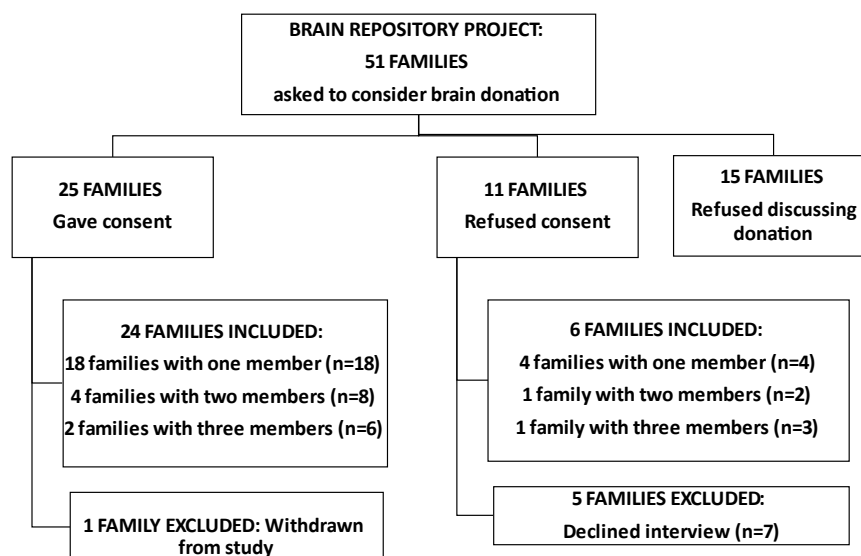 BRAIN REPOSITORY PROJECT:
51 FAMILIES
asked to consider brain donation
25 FAMILIES
Gave consent
11 FAMILIES
Refused consent
15 FAMILIES
Refused discussing
donation
24 FAMILIES INCLUDED:
18 families with one member (n=18)
4 families with two members (n=8)
2 families with three members (n=6)
6 FAMILIES INCLUDED:
4 families with one member (n=4)
1 family with two members (n=2)
1 family with three members (n=3)
1 FAMILY EXCLUDED: Withdrawn
from study
5 FAMILIES EXCLUDED:
Declined interview (n=7)